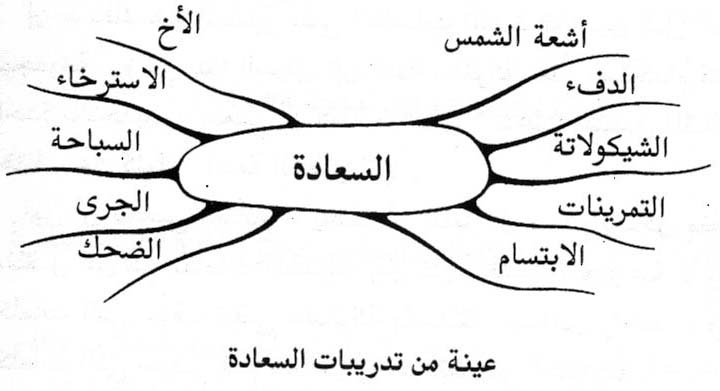 أشعة الشمس
الدفء
الشيكولاتة
التمرينات
الابتسام
الأخ
الاسترخاء
السباحة
الجرى
الضحك
السعادة
عينة من تدريبات السعادة